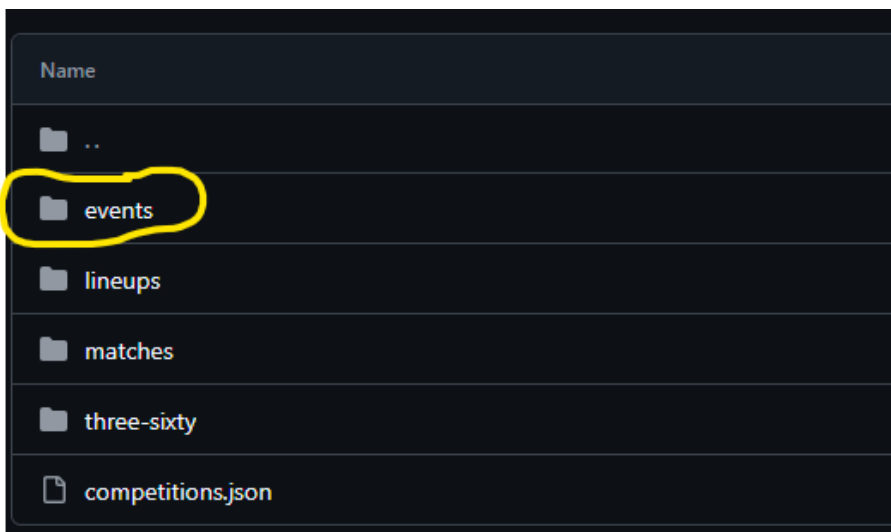 Name
..
events
lineups
matches
three-sixty
competitions.json